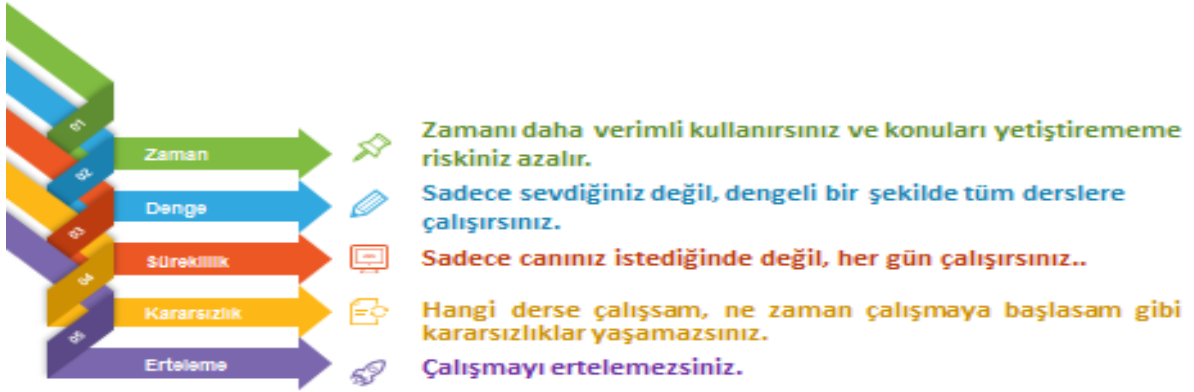 01
Zaman
Zamanı daha verimli kullanırsınız ve konuları yetiştirememe
riskiniz azalır.
02
Denge
Sadece sevdiğiniz değil, dengeli bir şekilde tüm derslere
çalışırsınız.
03
Süreklilik
Sadece canınız istediğinde değil, her gün çalışırsınız..
04
Kararsızlık
Hangi derse çalışsam, ne zaman çalışmaya başlasam gibi
kararsızlıklar yaşamazsınız.
05
Erteleme
Çalışmayı ertelemezsiniz.